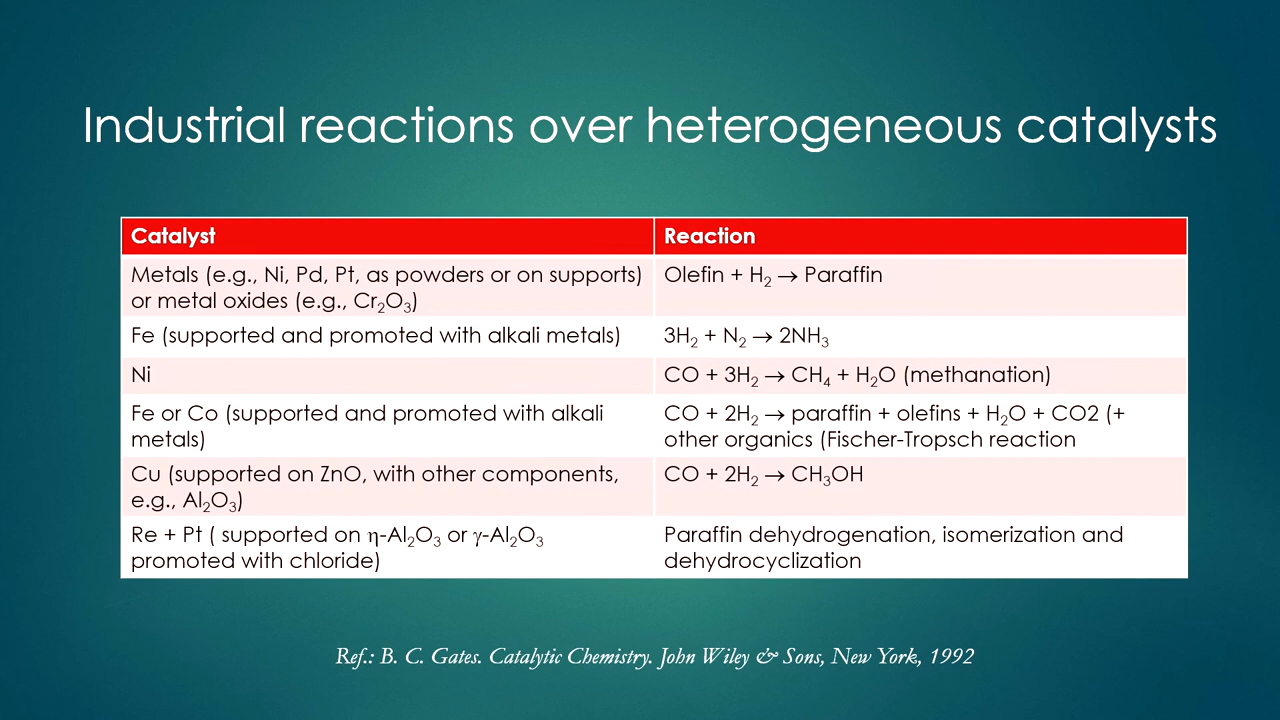 Industrial reactions over heterogeneous catalysts
Catalyst
Reaction
Metals (e.g., Ni, Pd, Pt, as powders or on supports)
or metal oxides (e.g., Cr₂O₃)
Olefin + H₂ → Paraffin
Fe (supported and promoted with alkali metals)
3H₂ + N₂ → 2NH₃
Ni
CO + 3H₂ → CH₄ + H₂O (methanation)
Fe or Co (supported and promoted with alkali
metals)
CO + 2H₂ → paraffin + olefins + H₂O + CO2 (+
other organics (Fischer-Tropsch reaction
Cu (supported on ZnO, with other components,
e.g., Al₂O₃)
CO + 2H₂ → CH₃OH
Re + Pt ( supported on η-Al₂O₃ or γ-Al₂O₃
promoted with chloride)
Paraffin dehydrogenation, isomerization and
dehydrocyclization
Ref.: B. C. Gates. Catalytic Chemistry. John Wiley & Sons, New York, 1992